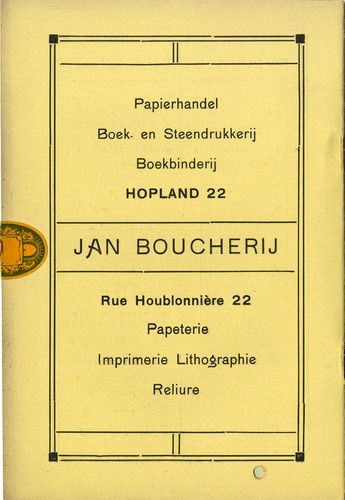 Papierhandel
Boek- en Steendrukkerij
Boekbinderij
HOPLAND 22
JAN BOUCHERIJ
Rue Houblonnière 22
Papeterie
Imprimerie Lithographie
Reliure